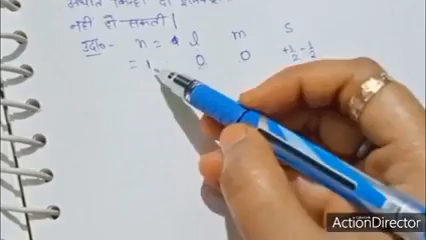 नहीं हो सकती।
उदा०- n = l m s
= 1 0 0 +½ -½
ActionDirector